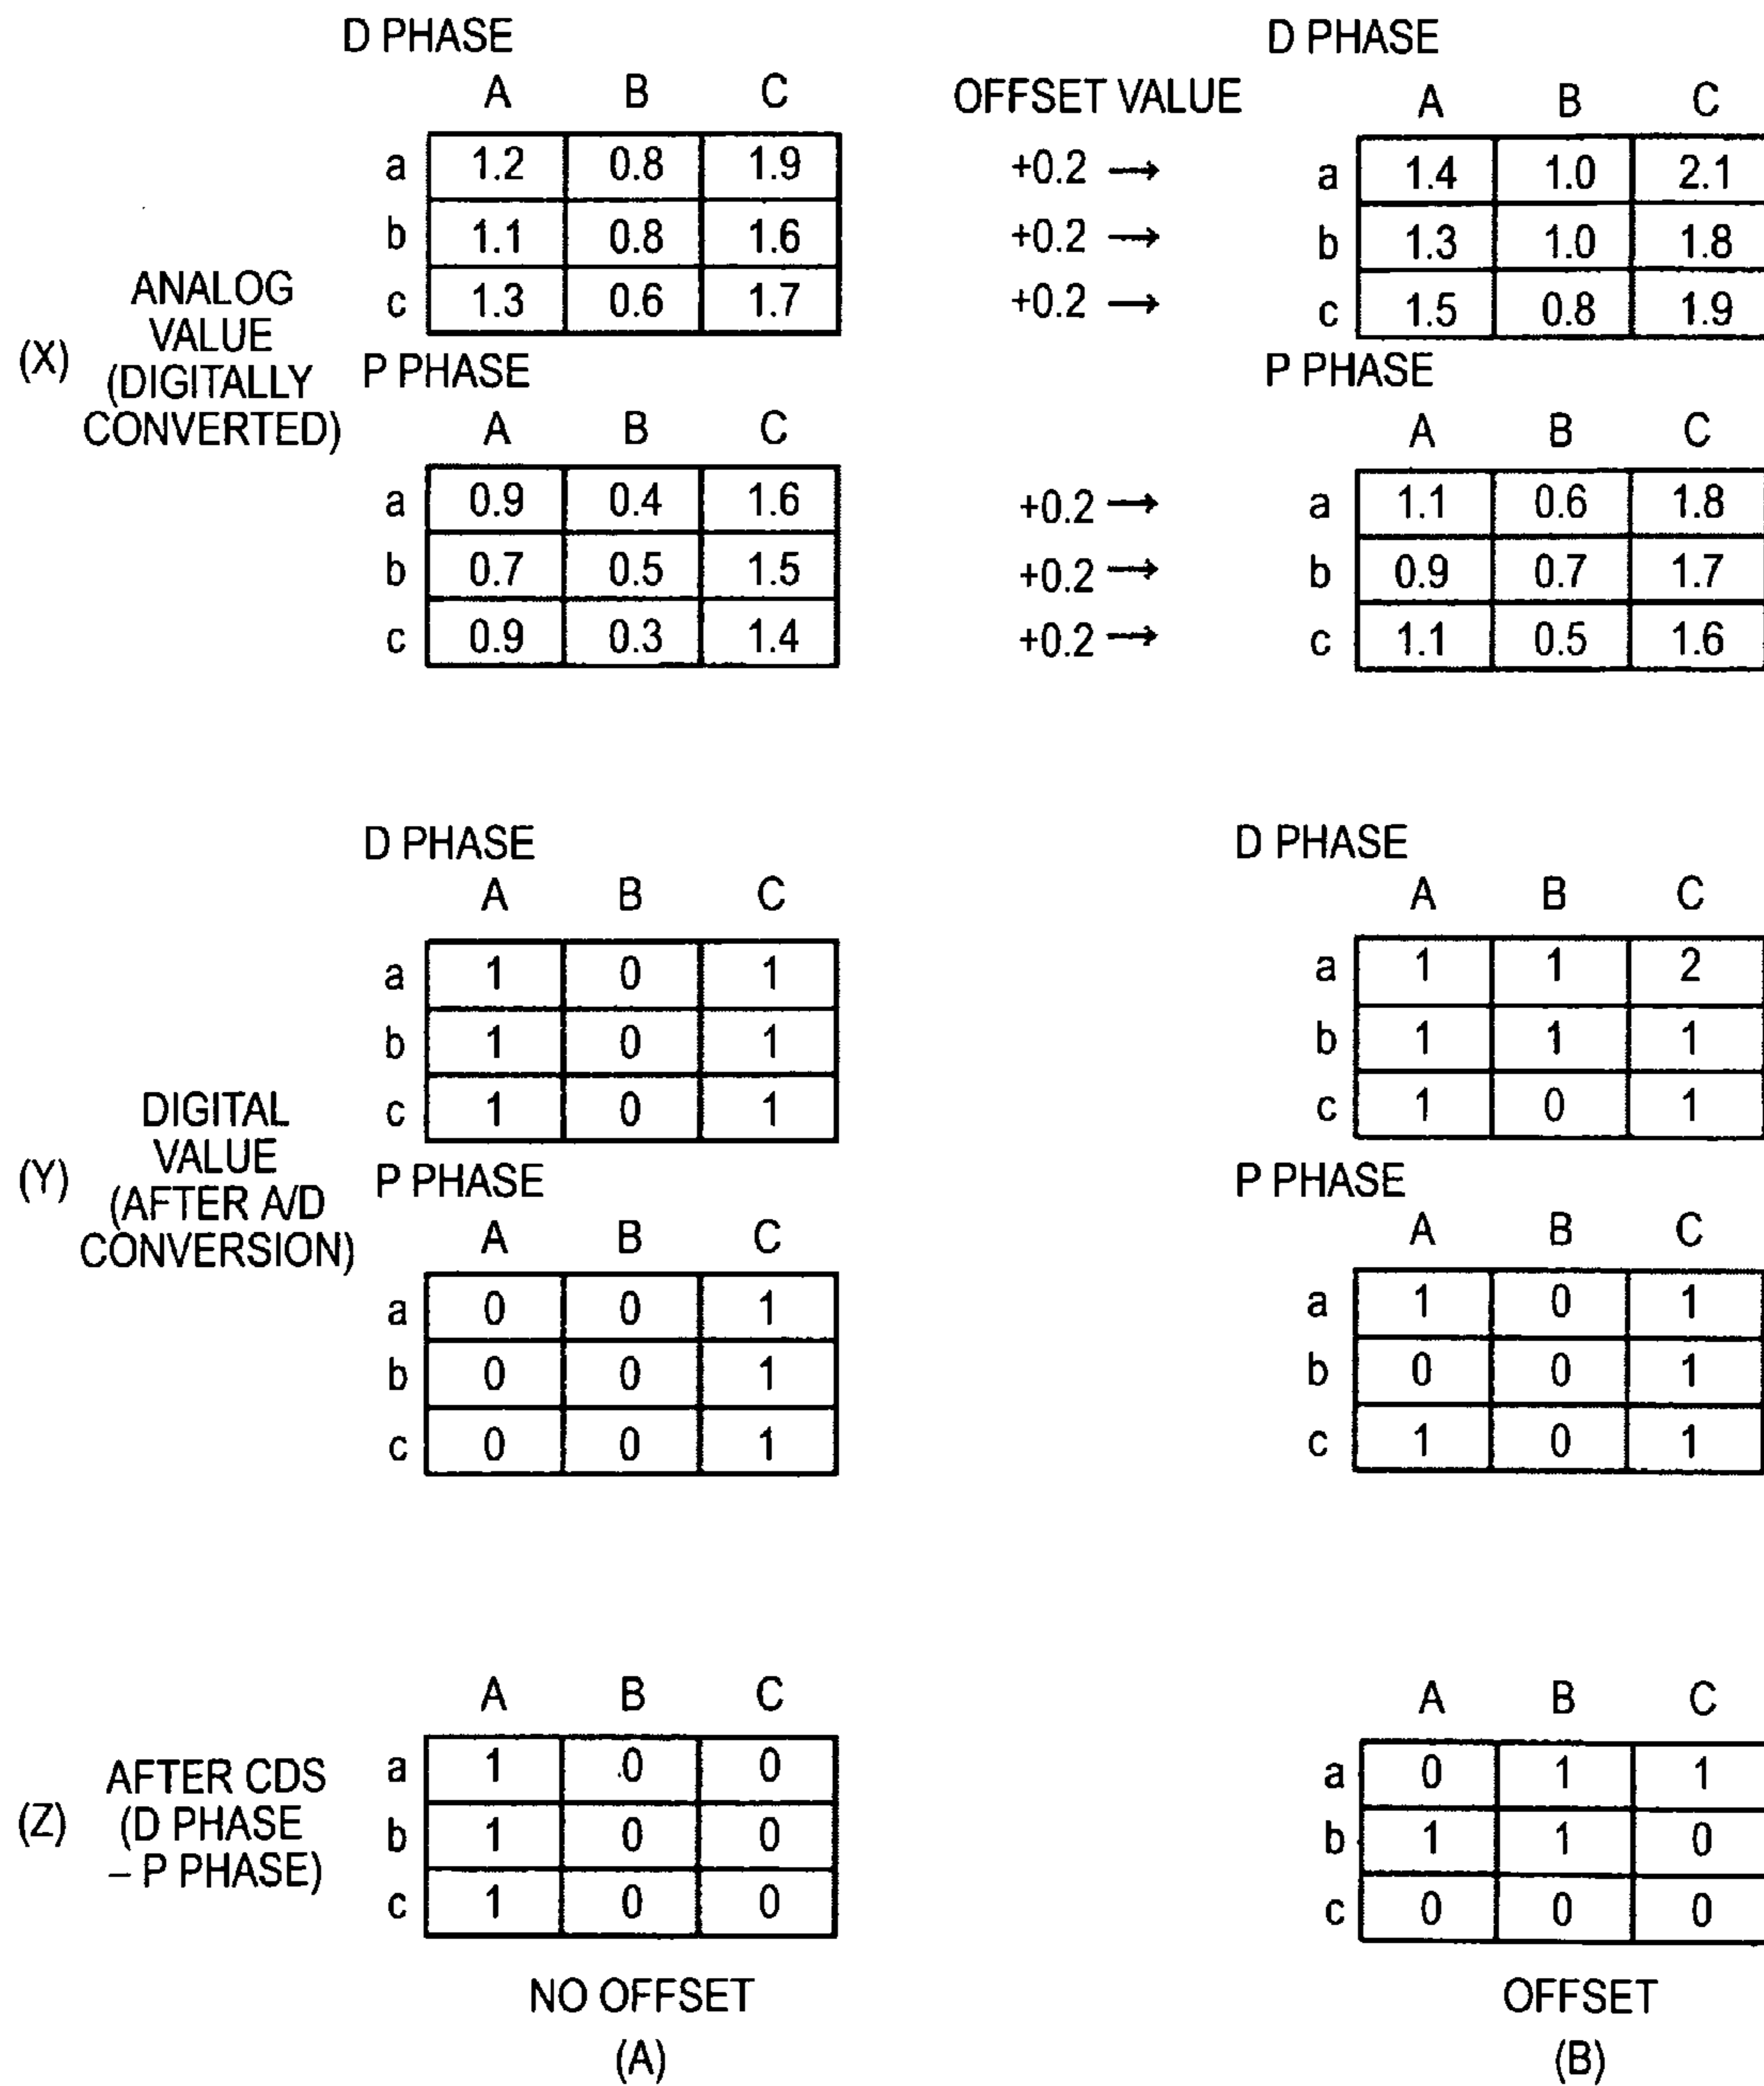 D PHASE
A B C
a 1.2 0.8 1.9
b 1.1 0.8 1.6
c 1.3 0.6 1.7
OFFSET VALUE
+0.2 →
+0.2 →
+0.2 →
D PHASE
A B C
a 1.4 1.0 2.1
b 1.3 1.0 1.8
c 1.5 0.8 1.9
(X) ANALOG
VALUE
(DIGITALLY
CONVERTED)
P PHASE
A B C
a 0.9 0.4 1.6
b 0.7 0.5 1.5
c 0.9 0.3 1.4
+0.2 →
+0.2 →
+0.2 →
P PHASE
A B C
a 1.1 0.6 1.8
b 0.9 0.7 1.7
c 1.1 0.5 1.6
D PHASE
A B C
a 1 0 1
b 1 0 1
c 1 0 1
D PHASE
A B C
a 1 1 2
b 1 1 1
c 1 0 1
(Y) DIGITAL
VALUE
(AFTER A/D
CONVERSION)
P PHASE
A B C
a 0 0 1
b 0 0 1
c 0 0 1
P PHASE
A B C
a 1 0 1
b 0 0 1
c 1 0 1
(Z) AFTER CDS
(D PHASE
– P PHASE)
A B C
a 1 0 0
b 1 0 0
c 1 0 0
A B C
a 0 1 1
b 1 1 0
c 0 0 0
NO OFFSET
(A)
OFFSET
(B)